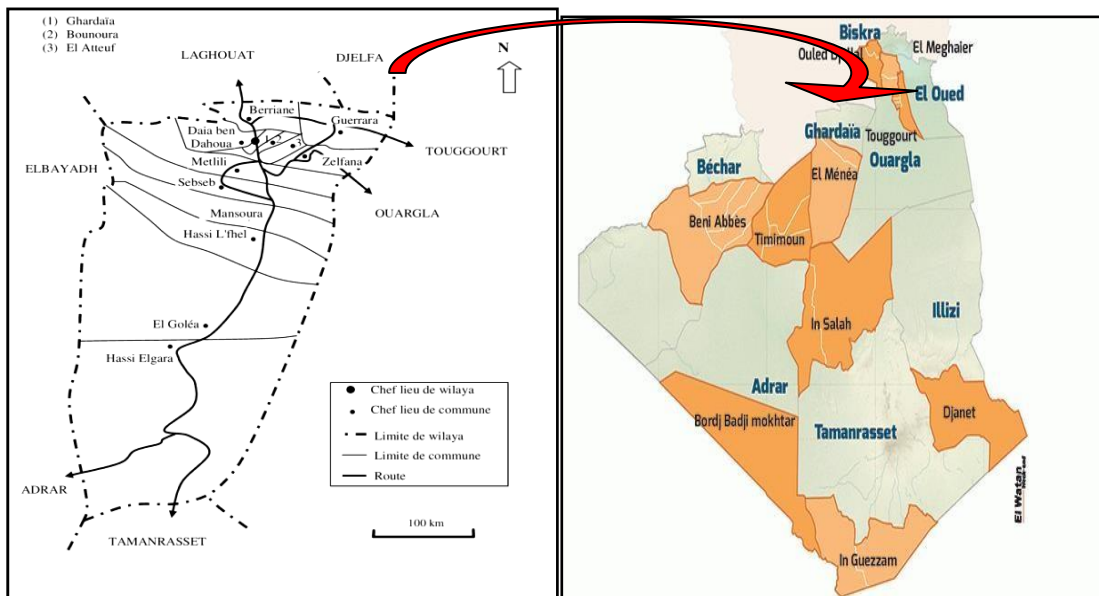 (1) Ghardaïa
(2) Bounoura
(3) El Atteuf
LAGHOUAT
DJELFA
N
Berriane
Guerrara
Daia ben
Dahoua
1
2
3
TOUGGOURT
Metlili
Zelfana
ELBAYADH
Sebseb
OUARGLA
Mansoura
Hassi L'fhel
El Goléa
Hassi Elgara
Chef lieu de wilaya
Chef lieu de commune
Limite de wilaya
Limite de commune
Route
ADRAR
100 km
TAMANRASSET
Biskra
El Meghaier
El Oued
Ghardaïa
Touggourt
Ouargla
Béchar
El Ménéa
Beni Abbès
Timimoun
In Salah
Illizi
Adrar
Bordj Badji mokhtar
Djanet
Tamanrasset
El Watan
In Guezzam